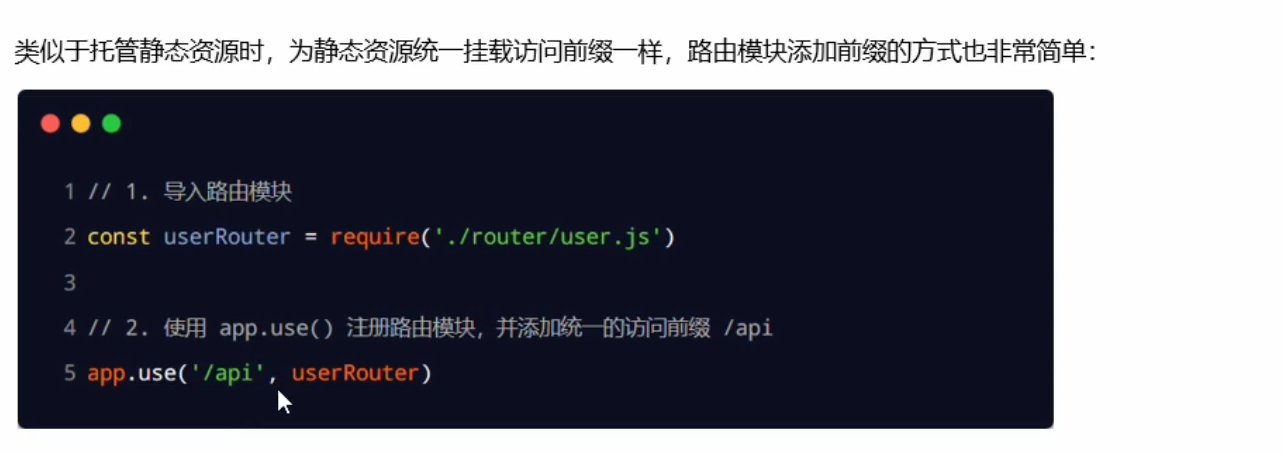 类似于托管静态资源时，为静态资源统一挂载访问前缀一样，路由模块添加前缀的方式也非常简单：
1 // 1. 导入路由模块
2 const userRouter = require('./router/user.js')
3
4 // 2. 使用 app.use() 注册路由模块，并添加统一的访问前缀 /api
5 app.use('/api', userRouter)